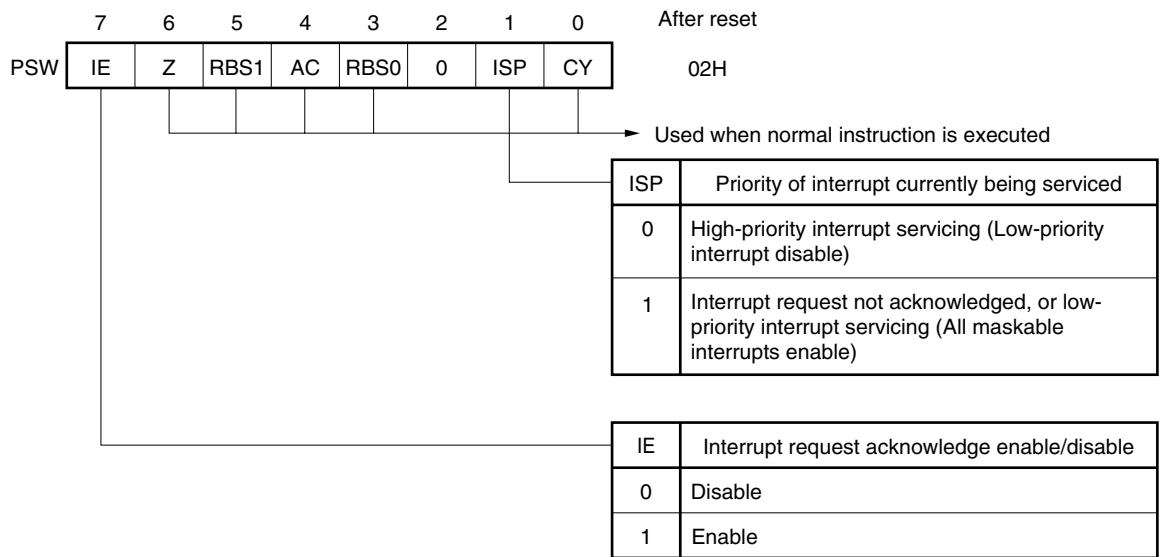 7 6 5 4 3 2 1 0 After reset
PSW IE Z RBS1 AC RBS0 0 ISP CY 02H
Used when normal instruction is executed
ISP Priority of interrupt currently being serviced
0 High-priority interrupt servicing (Low-priority
interrupt disable)
1 Interrupt request not acknowledged, or low-
priority interrupt servicing (All maskable
interrupts enable)
IE Interrupt request acknowledge enable/disable
0 Disable
1 Enable